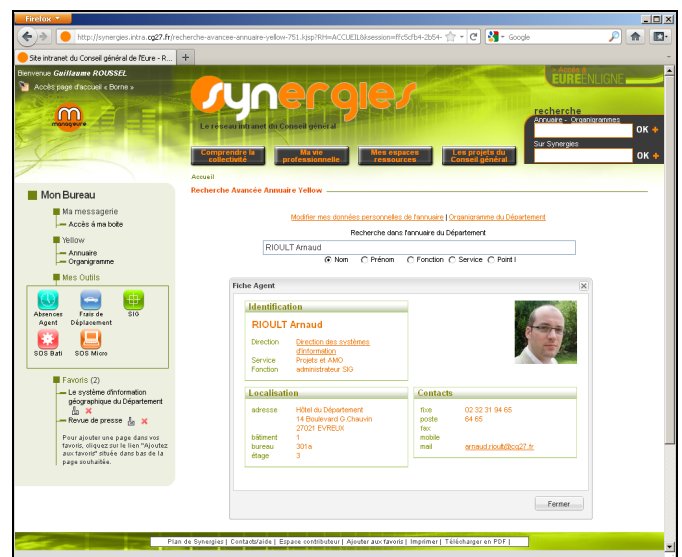 Firefox
http://synergies.intra.cg27.fr/recherche-avancee-annuaire-yellow-751.kjsp?RH=ACCUEIL&ksession=ffc5cfb4-2b54-
Google
Site intranet du Conseil général de l'Eure - R...
Bienvenue Guillaume ROUSSEL
Accès page d'accueil « Borne »
manageure
synergies
Le réseau intranet du Conseil général
» Accès à
EUREENLIGNE
recherche
Annuaire - Organigrammes
OK +
Sur Synergies
OK +
Comprendre la collectivité
Ma vie professionnelle
Mes espaces ressources
Les projets du Conseil général
Accueil
Recherche Avancée Annuaire Yellow
Mon Bureau
Ma messagerie
Accès à ma boite
Yellow
Annuaire
Organigramme
Mes Outils
Absences Agent
Frais de Déplacement
SIG
SOS Bati
SOS Micro
Favoris (2)
Le système d'information
géographique du Département
Revue de presse
Pour ajouter une page dans vos
favoris, cliquez sur le lien "Ajoutez
aux favoris" située dans bas de la
page souhaitée.
Modifier mes données personnelles de l'annuaire | Organigramme du Département
Recherche dans l'annuaire du Département
RIOULT Arnaud
Nom Prénom Fonction Service Point I
Fiche Agent
Identification
RIOULT Arnaud
Direction Direction des systèmes
d'information
Service Projets et AMO
Fonction administrateur SIG
Localisation
adresse Hôtel du Département
14 Boulevard G.Chauvin
27021 EVREUX
bâtiment 1
bureau 301a
étage 3
Contacts
fixe 02 32 31 94 65
poste 64 65
fax
mobile
mail arnaud.rioult@cg27.fr
Fermer
Plan de Synergies | Contacts/aide | Espace contributeur | Ajouter aux favoris | Imprimer | Télécharger en PDF |